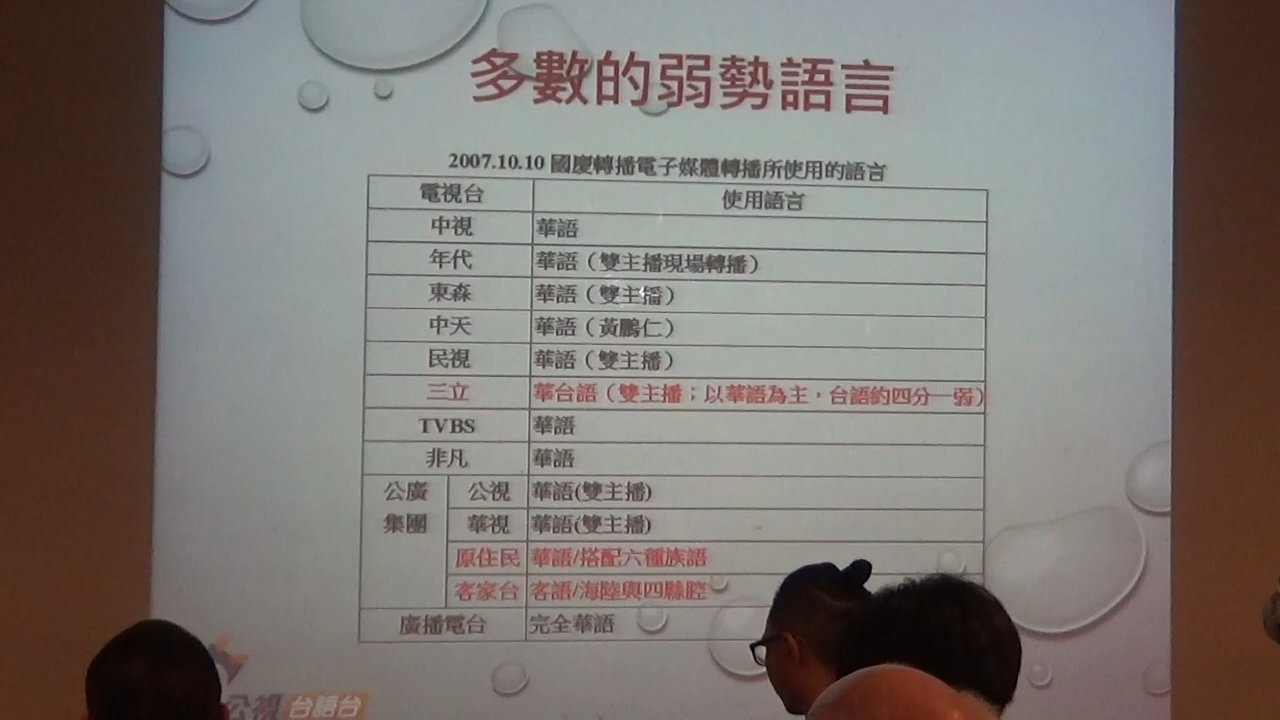 多數的弱勢語言
2007.10.10 國慶轉播電子媒體轉播所使用的語言
電視台 使用語言
中視 華語
年代 華語（雙主播現場轉播）
東森 華語（雙主播）
中天 華語（黃鵬仁）
民視 華語（雙主播）
三立 華台語（雙主播；以華語為主，台語約四分一弱）
TVBS 華語
非凡 華語
公廣 公視 華語(雙主播)
集團 華視 華語(雙主播)
原住民 華語/搭配六種族語
客家台 客語/海陸與四縣腔
廣播電台 完全華語
公視 台語台